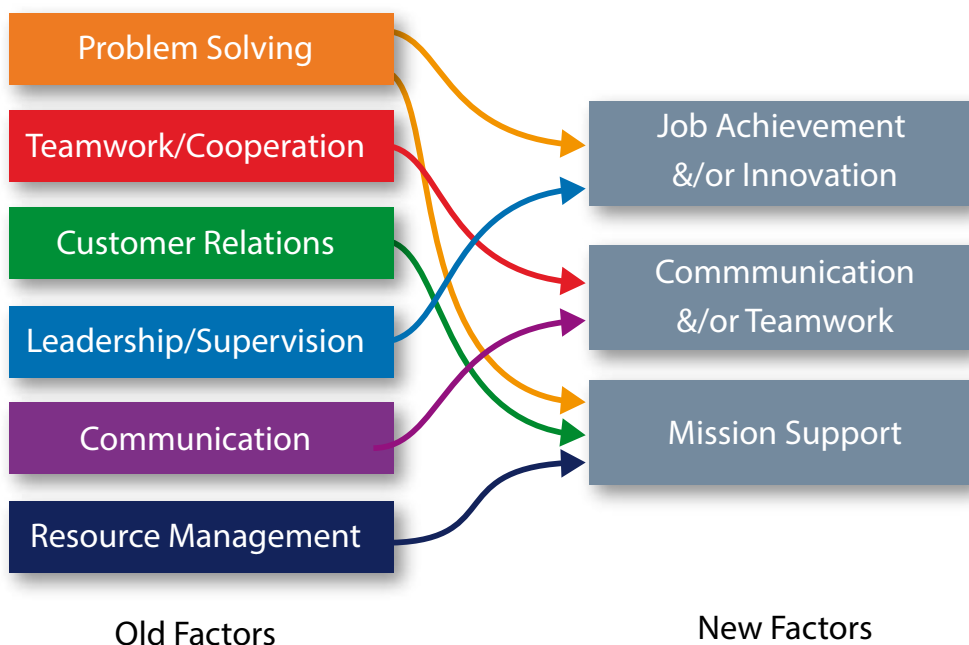 Problem Solving
Teamwork/Cooperation
Customer Relations
Leadership/Supervision
Communication
Resource Management
Old Factors
Job Achievement
&/or Innovation
Commmunication
&/or Teamwork
Mission Support
New Factors